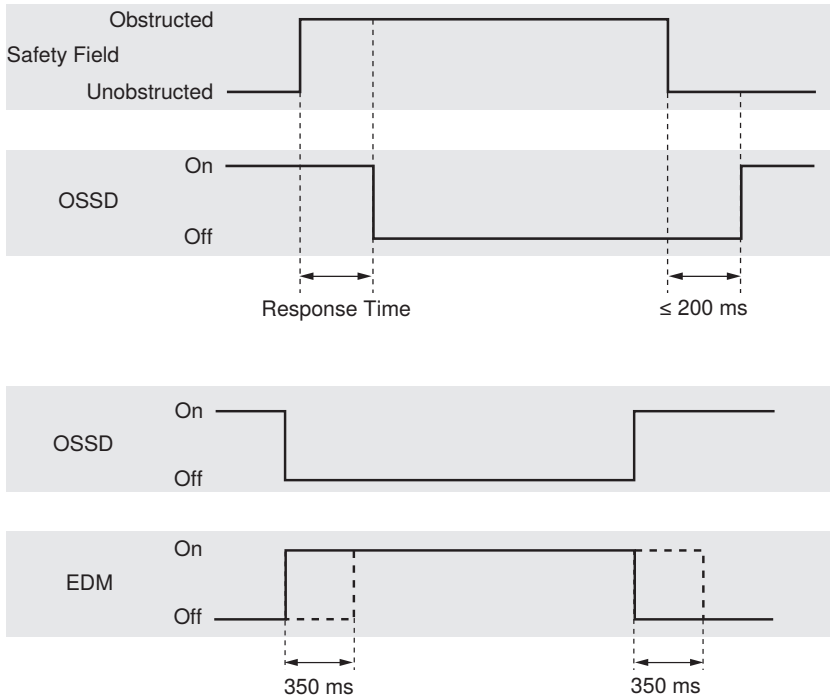 Obstructed
Safety Field
Unobstructed
On
OSSD
Off
Response Time
≤ 200 ms
On
OSSD
Off
On
EDM
Off
350 ms
350 ms